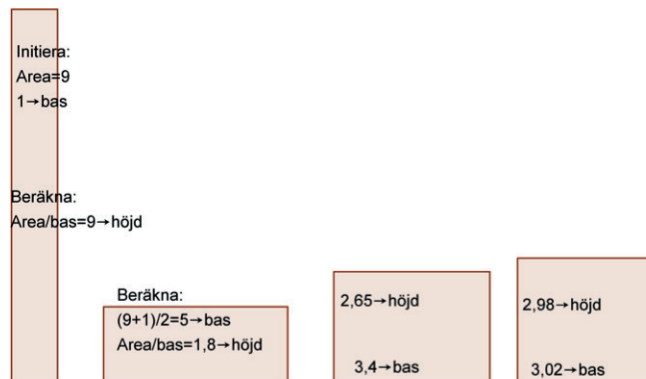 Initiera:
Area=9
1→bas
Beräkna:
Area/bas=9→höjd
Beräkna:
(9+1)/2=5→bas
Area/bas=1,8→höjd
2,65→höjd
3,4→bas
2,98→höjd
3,02→bas